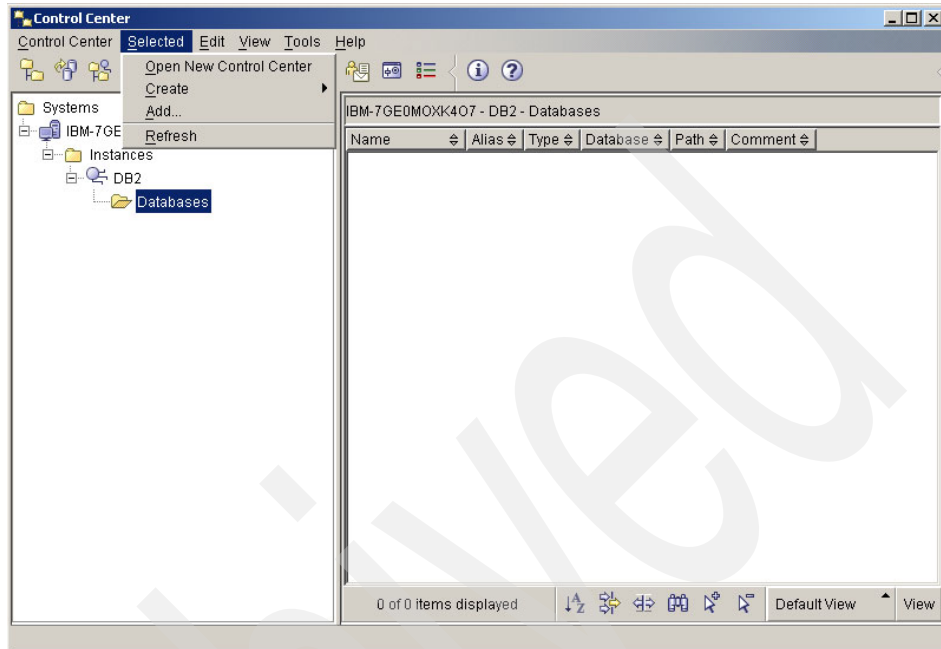 Control Center
Control Center Selected Edit View Tools Help
Open New Control Center
Create
Add...
Refresh
Systems
IBM-7GE
Instances
DB2
Databases
IBM-7GE0MOXK4O7 - DB2 - Databases
Name Alias Type Database Path Comment
0 of 0 items displayed
Default View
View
hived